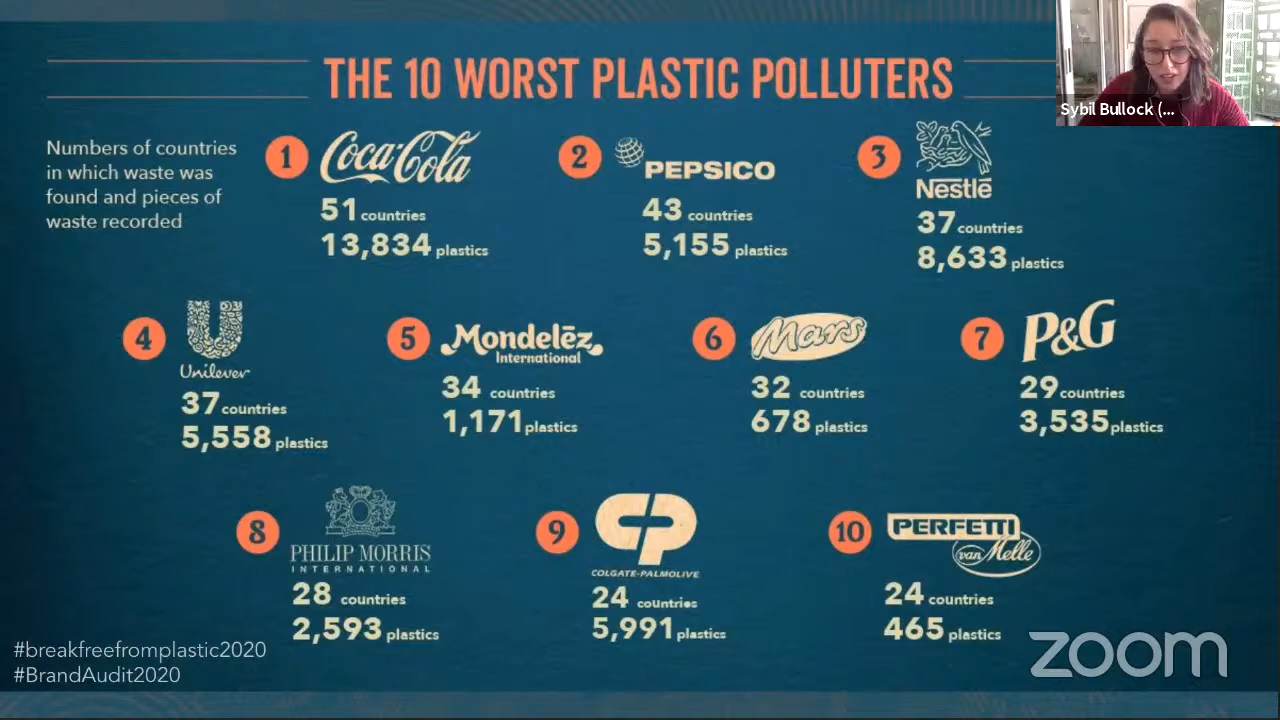 THE 10 WORST PLASTIC POLLUTERS
Sybil Bullock (...
Numbers of countries
in which waste was
found and pieces of
waste recorded
1 Coca-Cola
51 countries
13,834 plastics
2 PEPSICO
43 countries
5,155 plastics
3 Nestlé
37 countries
8,633 plastics
4 Unilever
37 countries
5,558 plastics
5 Mondelēz
International
34 countries
1,171 plastics
6 Mars
32 countries
678 plastics
7 P&G
29 countries
3,535 plastics
8 PHILIP MORRIS
INTERNATIONAL
28 countries
2,593 plastics
9 CP
COLGATE-PALMOLIVE
24 countries
5,991 plastics
10 PERFETTI
van Melle
24 countries
465 plastics
#breakfreefromplastic2020
#BrandAudit2020
zoom